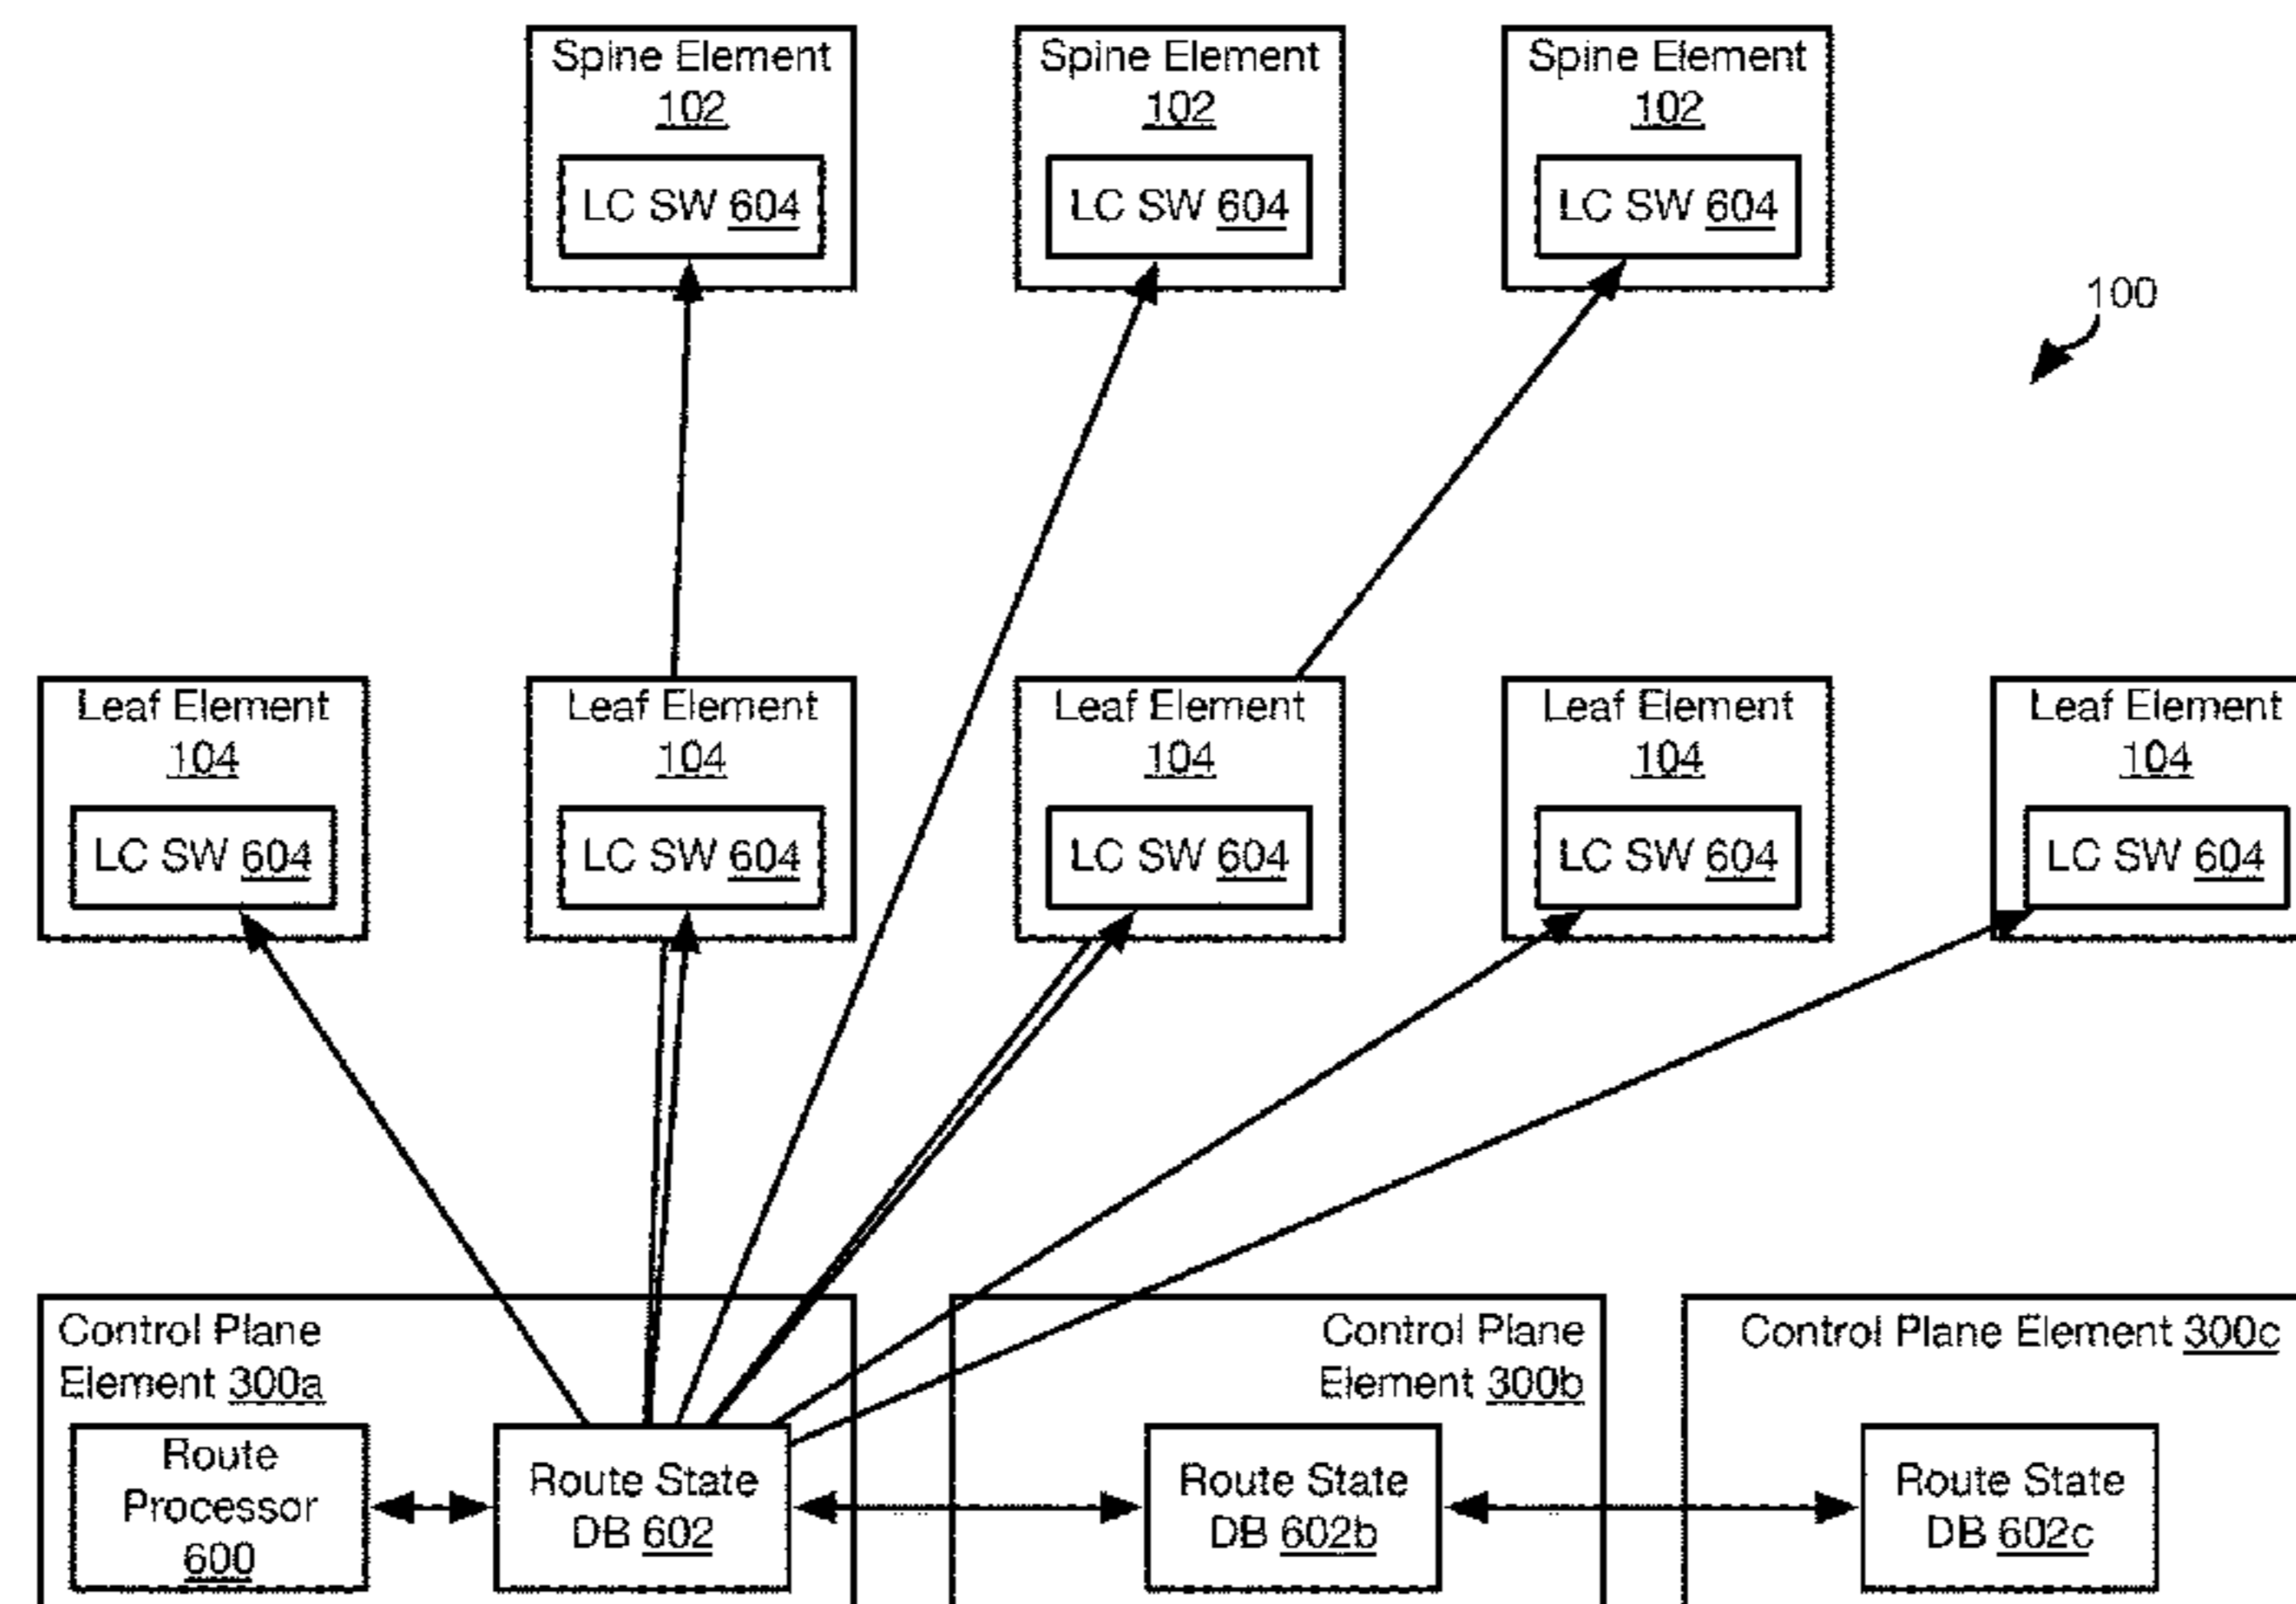 Spine Element
102
LC SW 604
Spine Element
102
LC SW 604
Spine Element
102
LC SW 604
100
Leaf Element
104
LC SW 604
Leaf Element
104
LC SW 604
Leaf Element
104
LC SW 604
Leaf Element
104
LC SW 604
Leaf Element
104
LC SW 604
Control Plane
Element 300a
Route
Processor
600
Route State
DB 602
Control Plane
Element 300b
Route State
DB 602b
Control Plane Element 300c
Route State
DB 602c